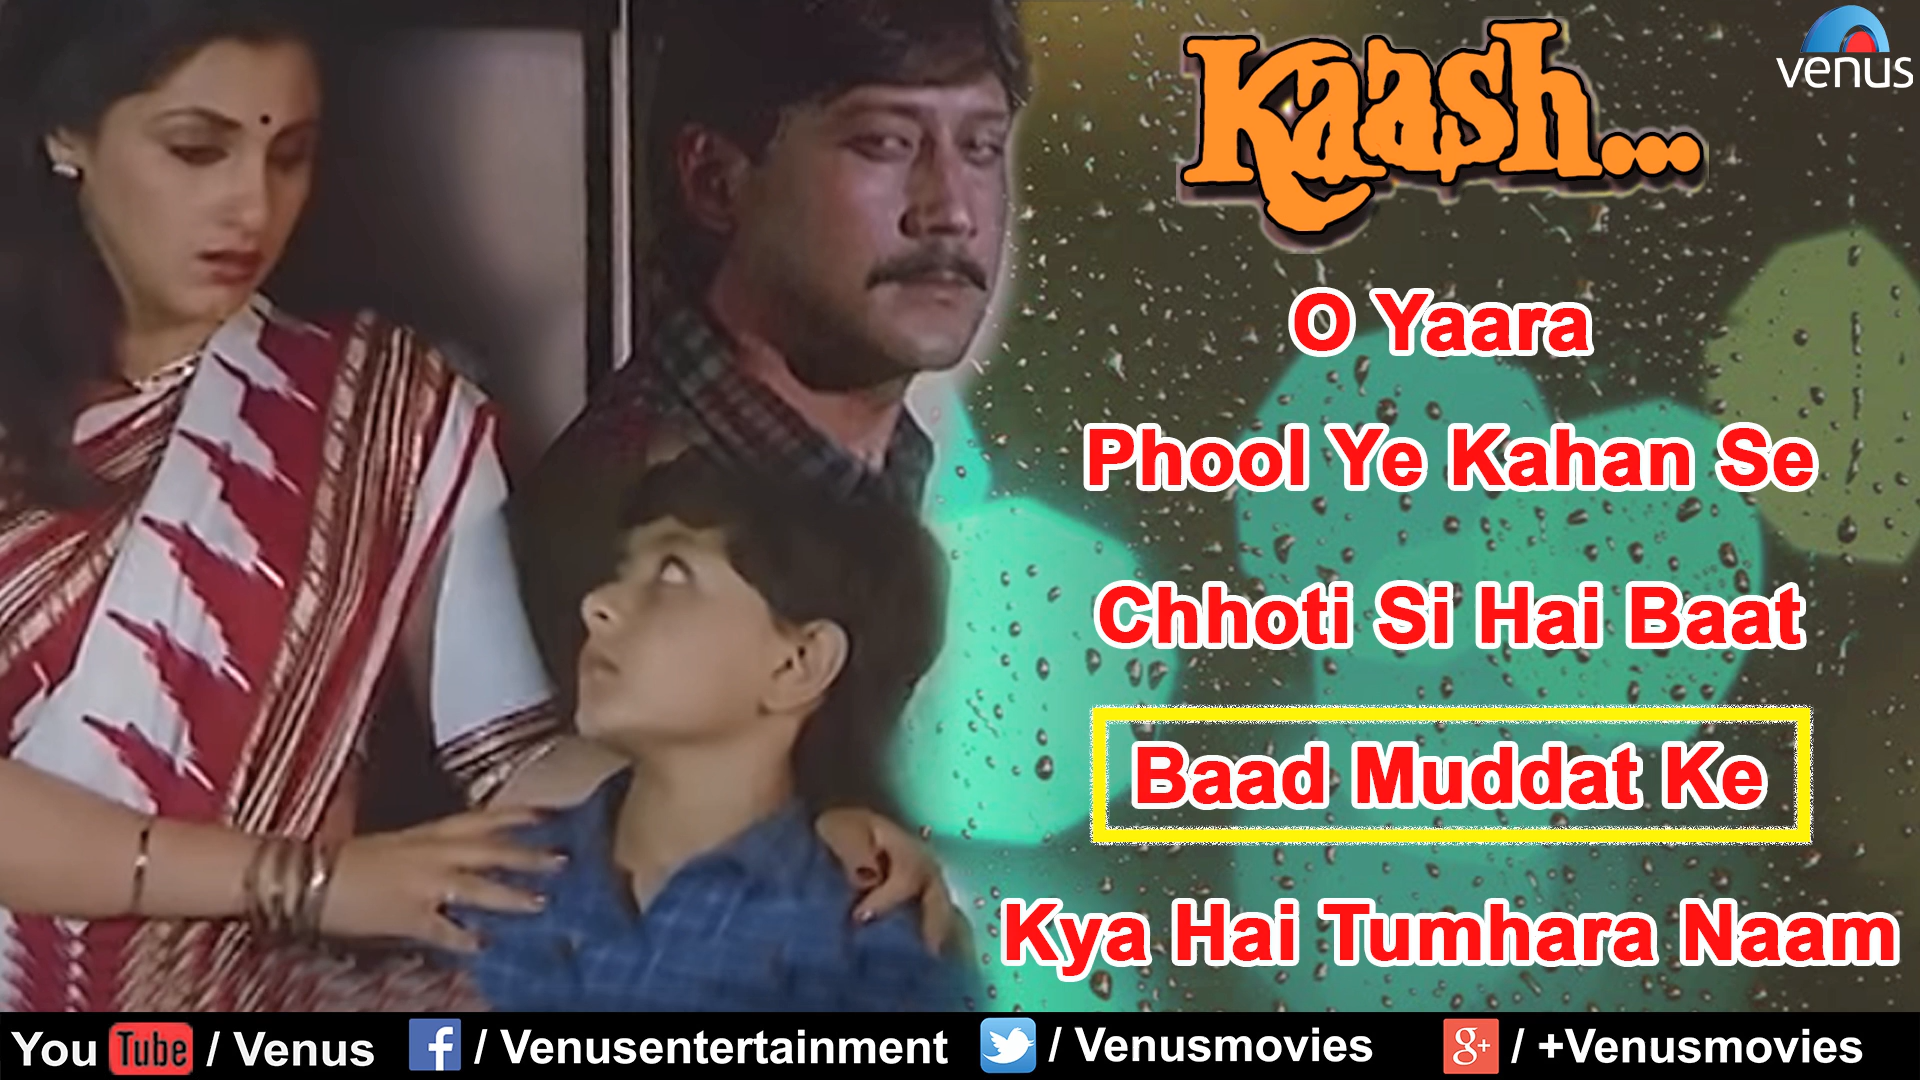 Kaash...
venus
O Yaara
Phool Ye Kahan Se
Chhoti Si Hai Baat
Baad Muddat Ke
Kya Hai Tumhara Naam
You Tube / Venus f / Venusentertainment / Venusmovies g+ / +Venusmovies